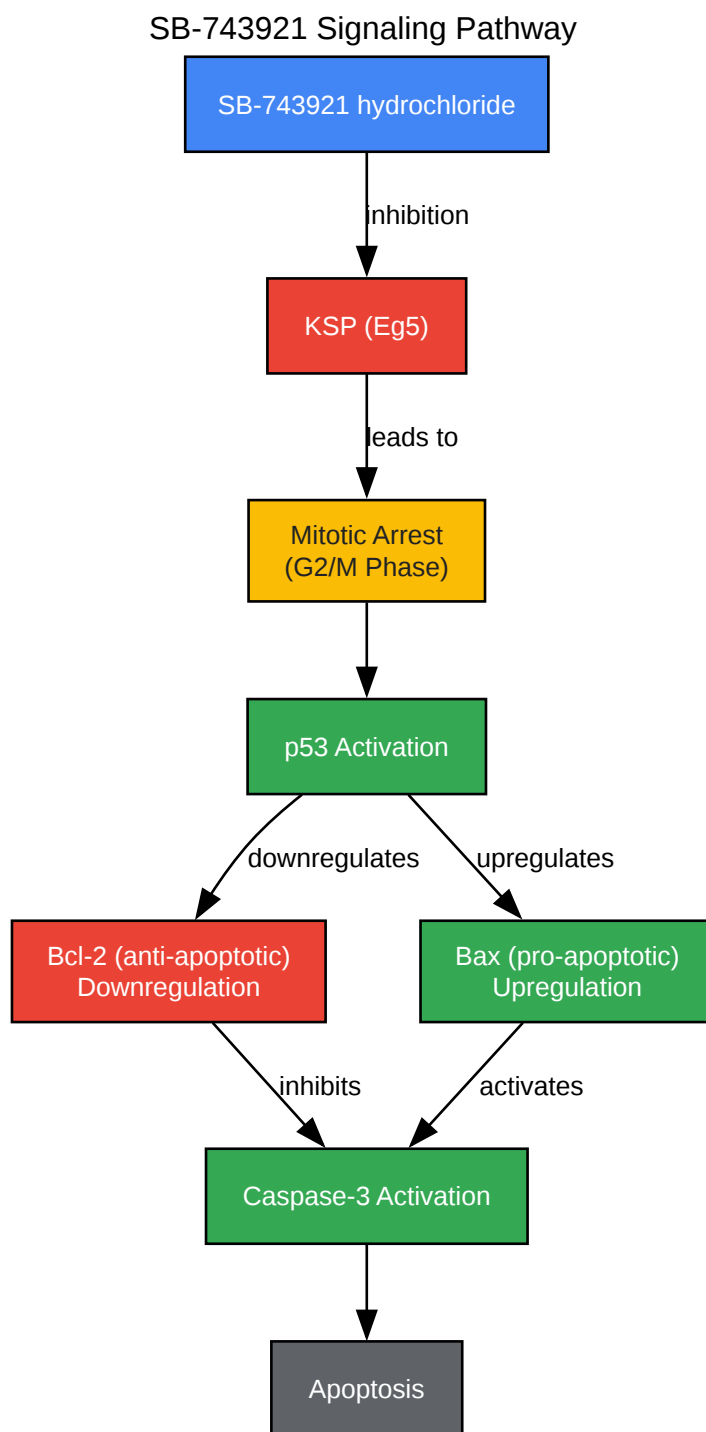 SB-743921 Signaling Pathway
SB-743921 hydrochloride
inhibition
KSP (Eg5)
leads to
Mitotic Arrest
(G2/M Phase)
p53 Activation
downregulates
upregulates
Bcl-2 (anti-apoptotic)
Downregulation
Bax (pro-apoptotic)
Upregulation
inhibits
activates
Caspase-3 Activation
Apoptosis